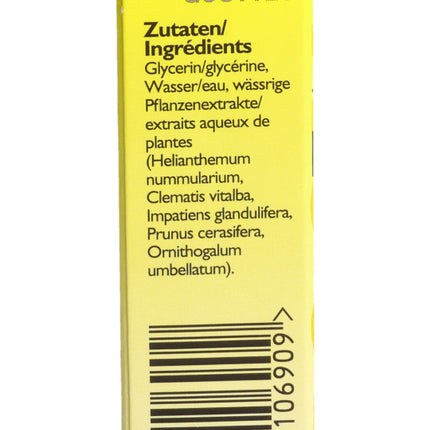 Zutaten/
Ingrédients
Glycerin/glycérine,
Wasser/eau, wässrige
Pflanzenextrakte/
extraits aqueux de
plantes
(Helianthemum
nummularium,
Clematis vitalba,
Impatiens glandulifera,
Prunus cerasifera,
Ornithogalum
umbellatum).
106909>